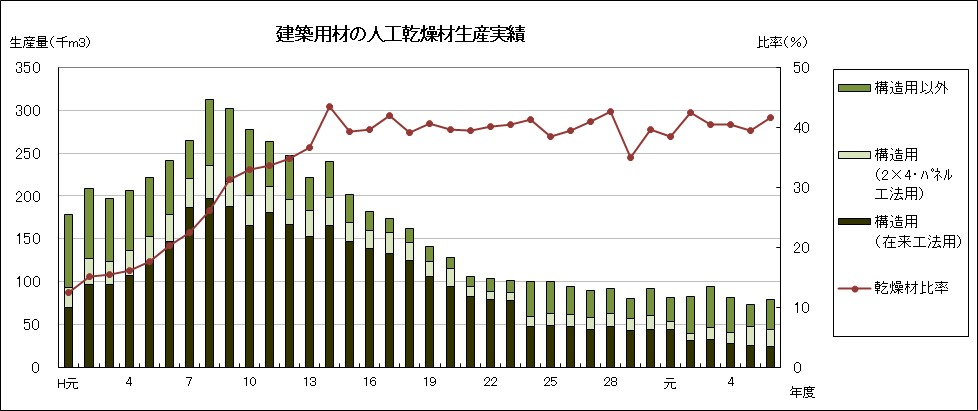 建築用材の人工乾燥材生産実績
生産量(千m3)
比率(%)
350
300
250
200
150
100
50
0
50
40
30
20
10
0
H元
4
7
10
13
16
19
22
25
28
元
4
年度
構造用以外
構造用
(2×4・ﾊﾟﾈﾙ
工法用)
構造用
(在来工法用)
乾燥材比率